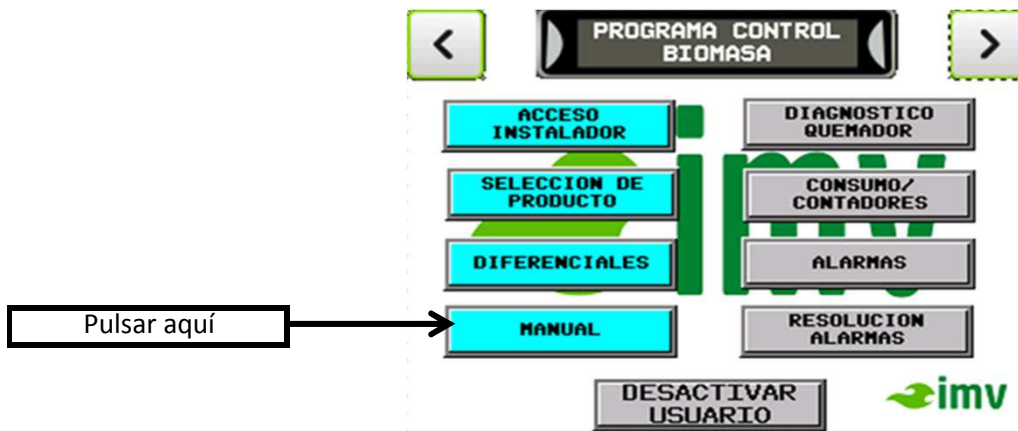 <
PROGRAMA CONTROL
BIOMASA
>
ACCESO
INSTALADOR
DIAGNOSTICO
QUEMADOR
SELECCION DE
PRODUCTO
CONSUMO/
CONTADORES
DIFERENCIALES
ALARMAS
Pulsar aquí
MANUAL
RESOLUCION
ALARMAS
DESACTIVAR
USUARIO
imv
imv